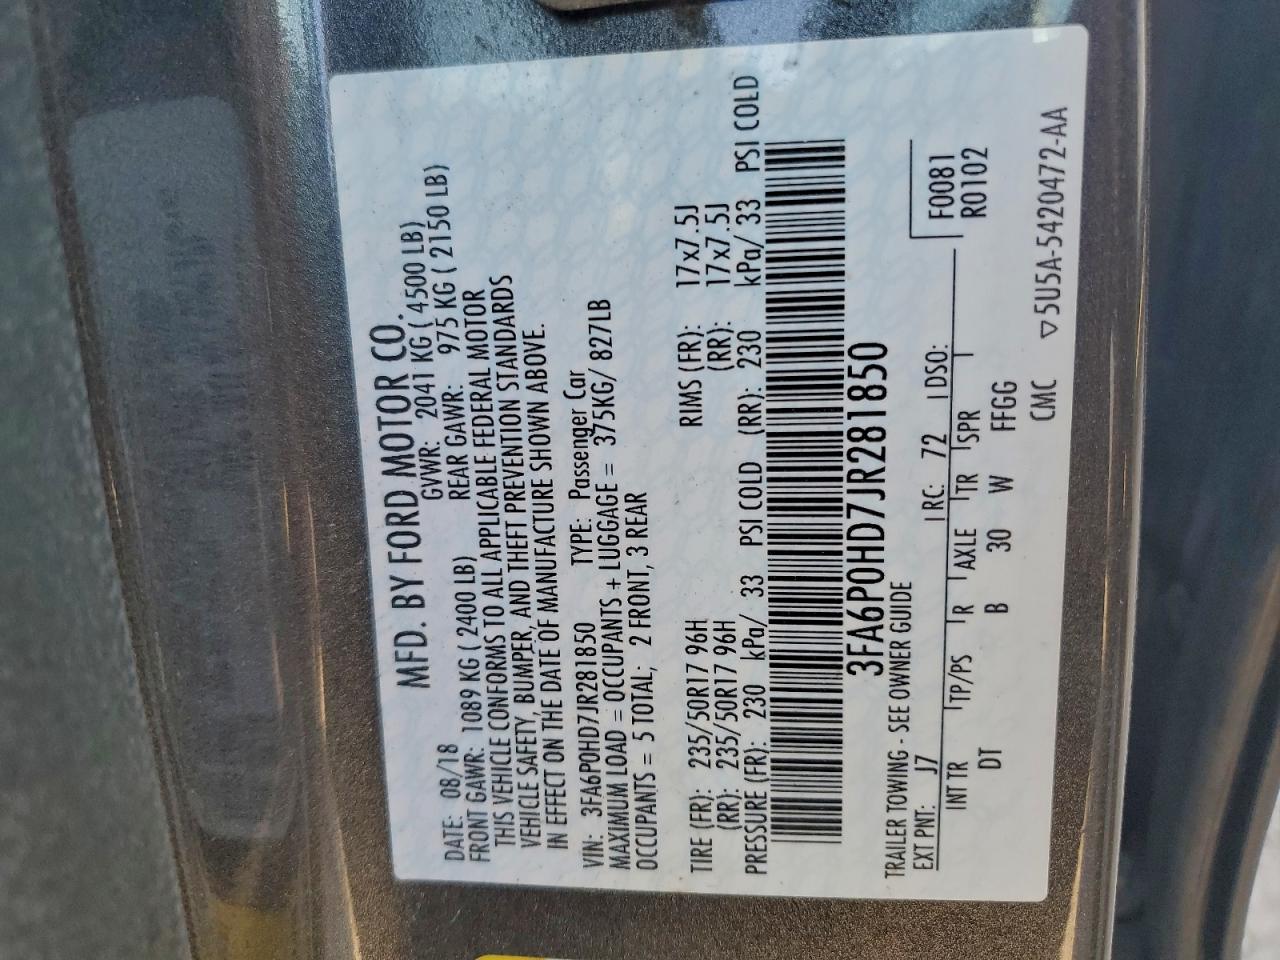 MFD. BY FORD MOTOR CO.
DATE: 08/18 GVWR: 2041 KG ( 4500 LB)
FRONT GAWR: 1089 KG ( 2400 LB) REAR GAWR: 975 KG ( 2150 LB)
THIS VEHICLE CONFORMS TO ALL APPLICABLE FEDERAL MOTOR
VEHICLE SAFETY, BUMPER, AND THEFT PREVENTION STANDARDS
IN EFFECT ON THE DATE OF MANUFACTURE SHOWN ABOVE.
VIN: 3FA6P0HD7JR281850 TYPE: Passenger Car
MAXIMUM LOAD = OCCUPANTS + LUGGAGE = 375KG/ 827LB
OCCUPANTS = 5 TOTAL; 2 FRONT, 3 REAR
TIRE (FR): 235/50R17 96H RIMS (FR): 17x7.5J
(RR): 235/50R17 96H (RR): 17x7.5J
PRESSURE (FR): 230 kPa/ 33 PSI COLD (RR): 230 kPa/ 33 PSI COLD
3FA6P0HD7JR281850
TRAILER TOWING - SEE OWNER GUIDE
F0081
EXT PNT: J7 RC: 72 DSO: R0102
INT TR TP/PS R AXLE TR SPR
DT B 30 W FFGG
CMC ▽5U5A-5420472-AA